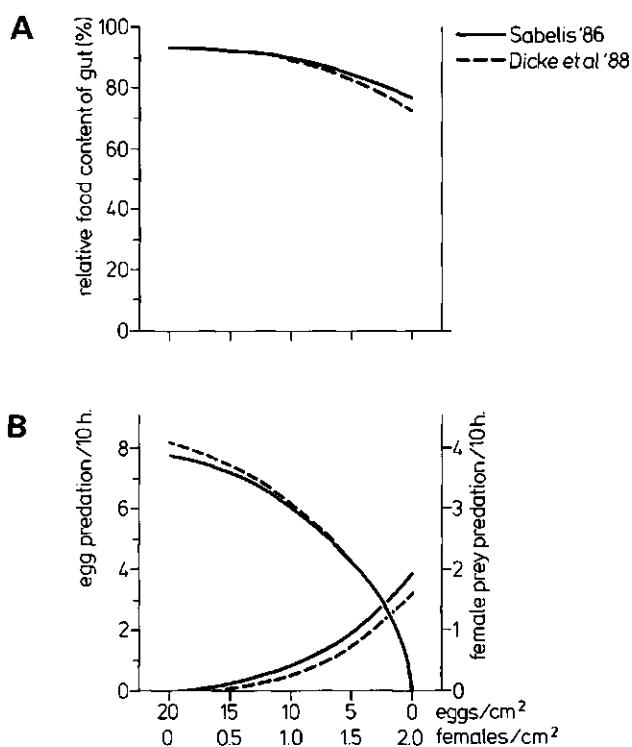 A
relative food content of gut (%)
100
80
60
40
20
0
Sabelis '86
Dicke et al '88
B
egg predation/10 h.
8
6
4
2
0
female prey predation/10h.
4
3
2
1
0
20 15 10 5 0 eggs/cm²
0 0.5 1.0 1.5 2.0 females/cm²